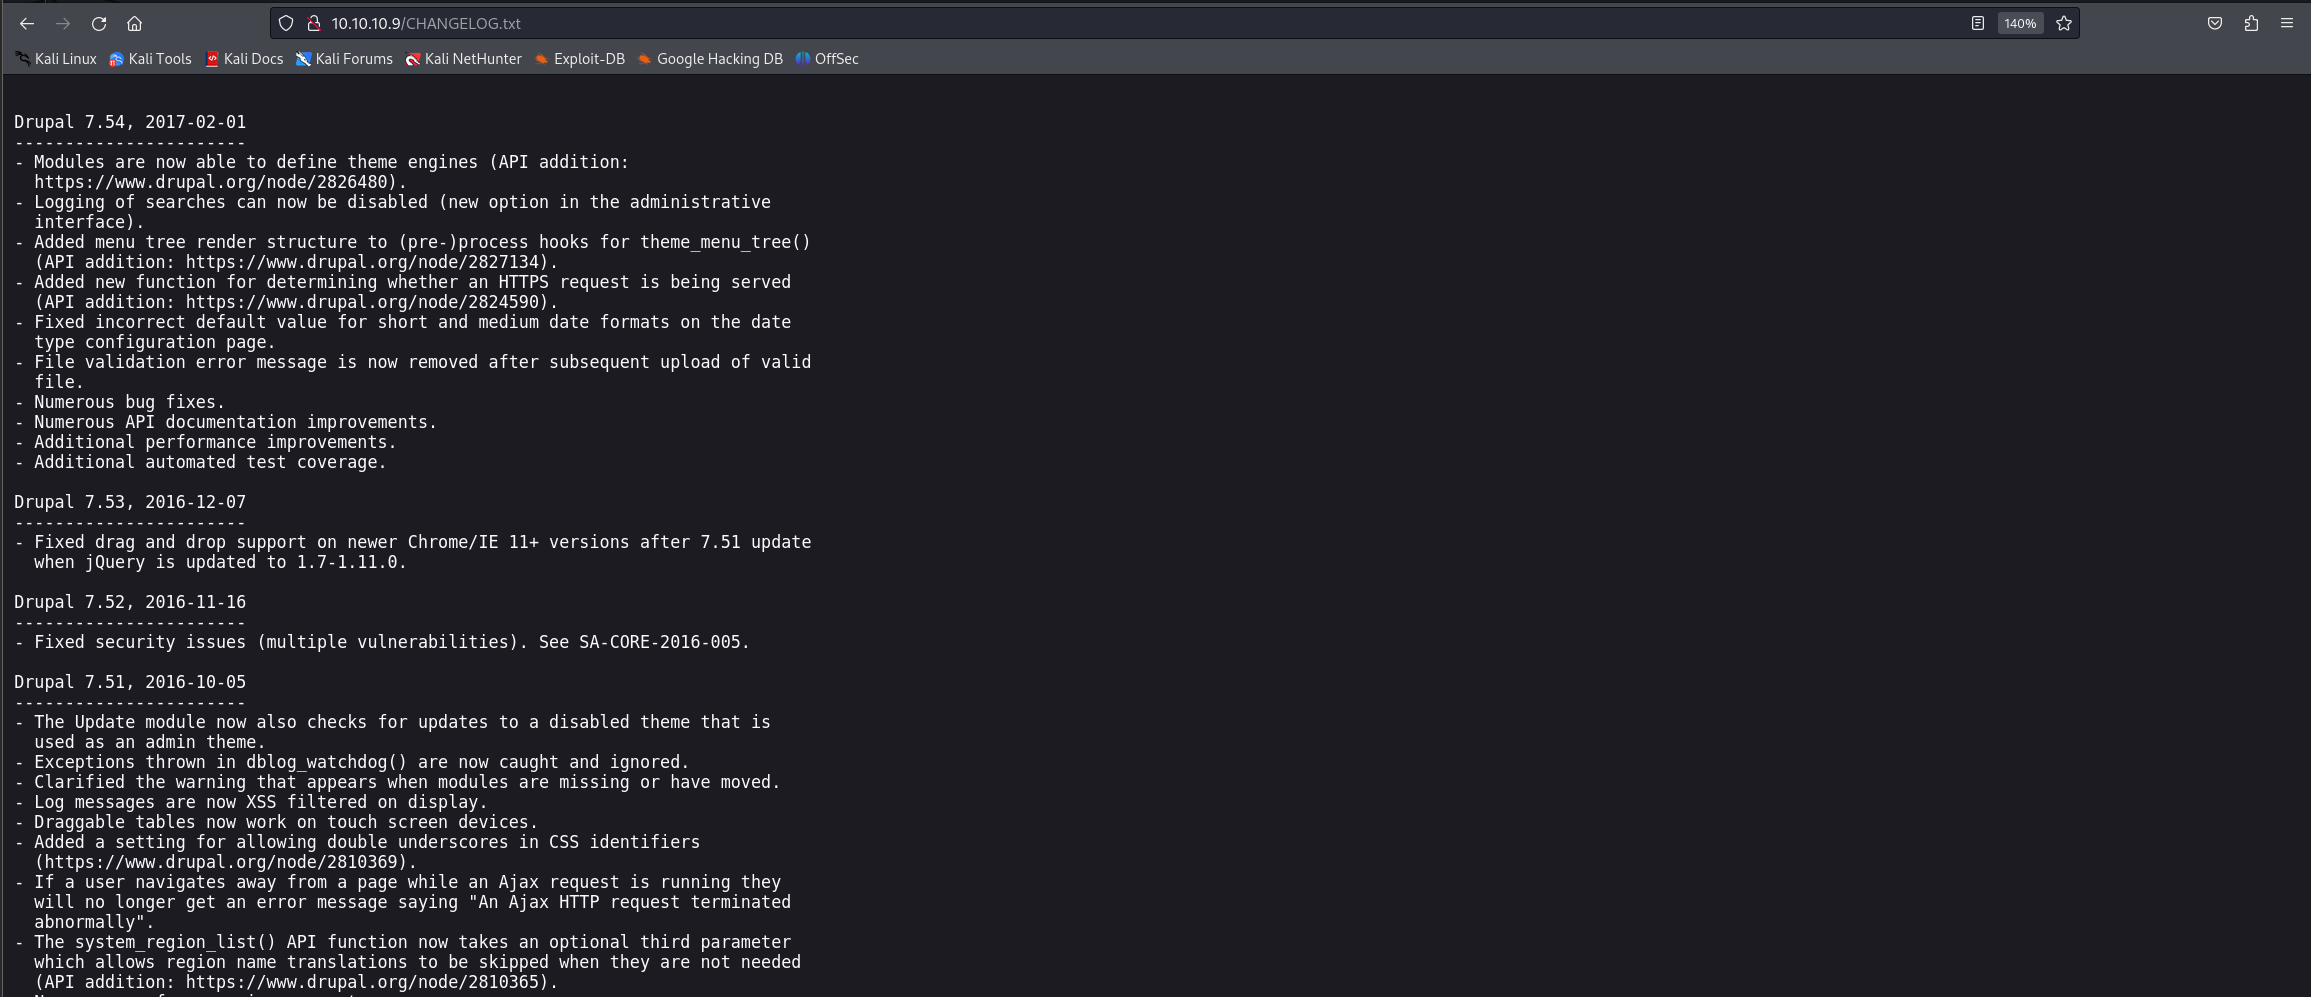 10.10.10.9/CHANGELOG.txt
140%
Kali Linux Kali Tools Kali Docs Kali Forums Kali NetHunter Exploit-DB Google Hacking DB OffSec
Drupal 7.54, 2017-02-01
-----------------------
- Modules are now able to define theme engines (API addition:
  https://www.drupal.org/node/2826480).
- Logging of searches can now be disabled (new option in the administrative
  interface).
- Added menu tree render structure to (pre-)process hooks for theme_menu_tree()
  (API addition: https://www.drupal.org/node/2827134).
- Added new function for determining whether an HTTPS request is being served
  (API addition: https://www.drupal.org/node/2824590).
- Fixed incorrect default value for short and medium date formats on the date
  type configuration page.
- File validation error message is now removed after subsequent upload of valid
  file.
- Numerous bug fixes.
- Numerous API documentation improvements.
- Additional performance improvements.
- Additional automated test coverage.
Drupal 7.53, 2016-12-07
-----------------------
- Fixed drag and drop support on newer Chrome/IE 11+ versions after 7.51 update
  when jQuery is updated to 1.7-1.11.0.
Drupal 7.52, 2016-11-16
-----------------------
- Fixed security issues (multiple vulnerabilities). See SA-CORE-2016-005.
Drupal 7.51, 2016-10-05
-----------------------
- The Update module now also checks for updates to a disabled theme that is
  used as an admin theme.
- Exceptions thrown in dblog_watchdog() are now caught and ignored.
- Clarified the warning that appears when modules are missing or have moved.
- Log messages are now XSS filtered on display.
- Draggable tables now work on touch screen devices.
- Added a setting for allowing double underscores in CSS identifiers
  (https://www.drupal.org/node/2810369).
- If a user navigates away from a page while an Ajax request is running they
  will no longer get an error message saying "An Ajax HTTP request terminated
  abnormally".
- The system_region_list() API function now takes an optional third parameter
  which allows region name translations to be skipped when they are not needed
  (API addition: https://www.drupal.org/node/2810365).